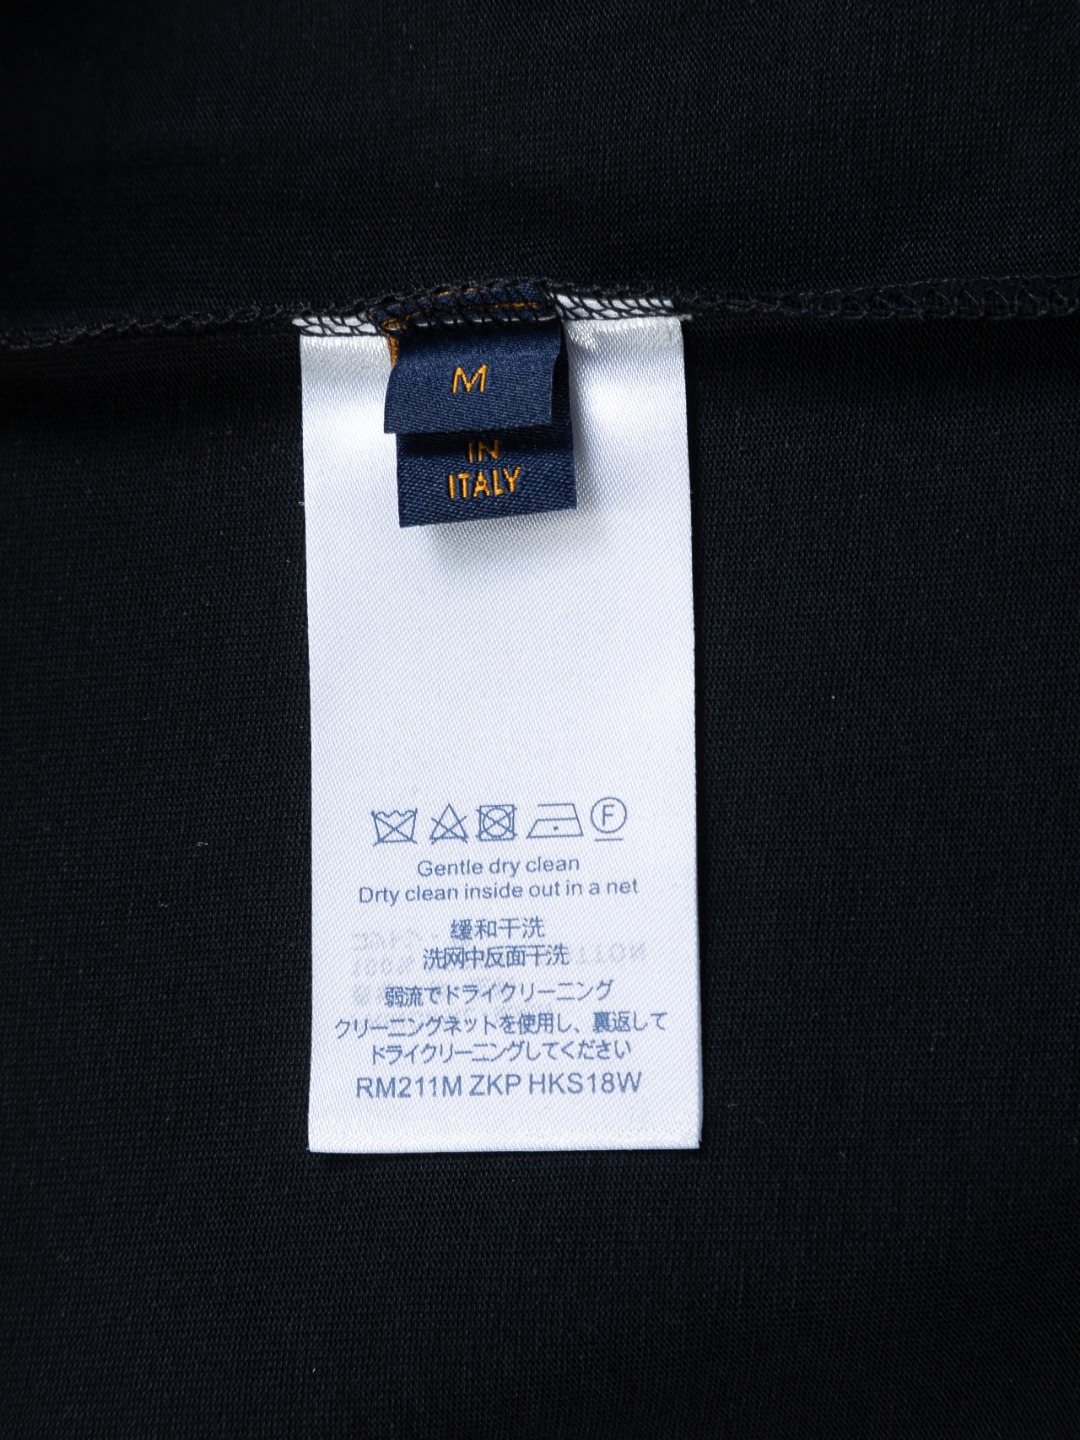 M
IN
ITALY
F
Gentle dry clean
Drty clean inside out in a net
缓和干洗
洗网中反面干洗
弱流でドライクリーニング
クリーニングネットを使用し、裏返して
ドライクリーニングしてください
RM211M ZKP HKS18W